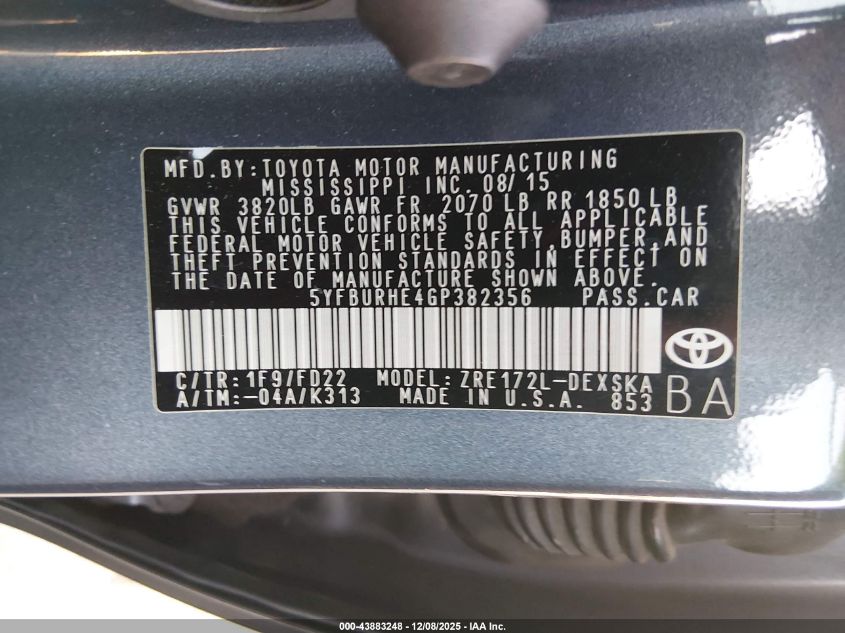 MFD.BY:TOYOTA MOTOR MANUFACTURING
MISSISSIPPI INC. 08/15
GVWR 3820LB GAWR FR 2070 LB RR 1850 LB
THIS VEHICLE CONFORMS TO ALL APPLICABLE
FEDERAL MOTOR VEHICLE SAFETY,BUMPER,AND
THEFT PREVENTION STANDARDS IN EFFECT ON
THE DATE OF MANUFACTURE SHOWN ABOVE.
5YFBURHE4GP382356 PASS.CAR
C/TR:1F9/FD22 MODEL:ZRE172L-DEXSKA
A/TM:-04A/K313 MADE IN U.S.A. 853
BA
000-43883248 - 12/08/2025 - IAA Inc.